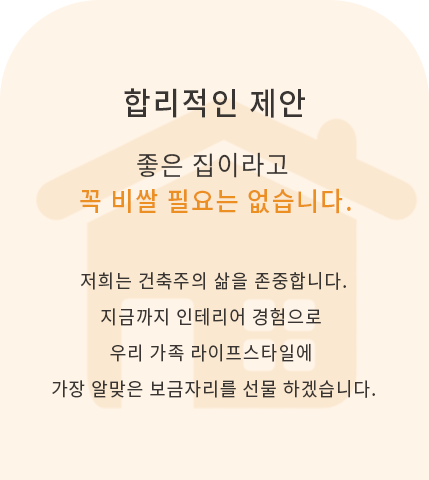 합리적인 제안
좋은 집이라고
꼭 비쌀 필요는 없습니다.
저희는 건축주의 삶을 존중합니다.
지금까지 인테리어 경험으로
우리 가족 라이프스타일에
가장 알맞은 보금자리를 선물 하겠습니다.